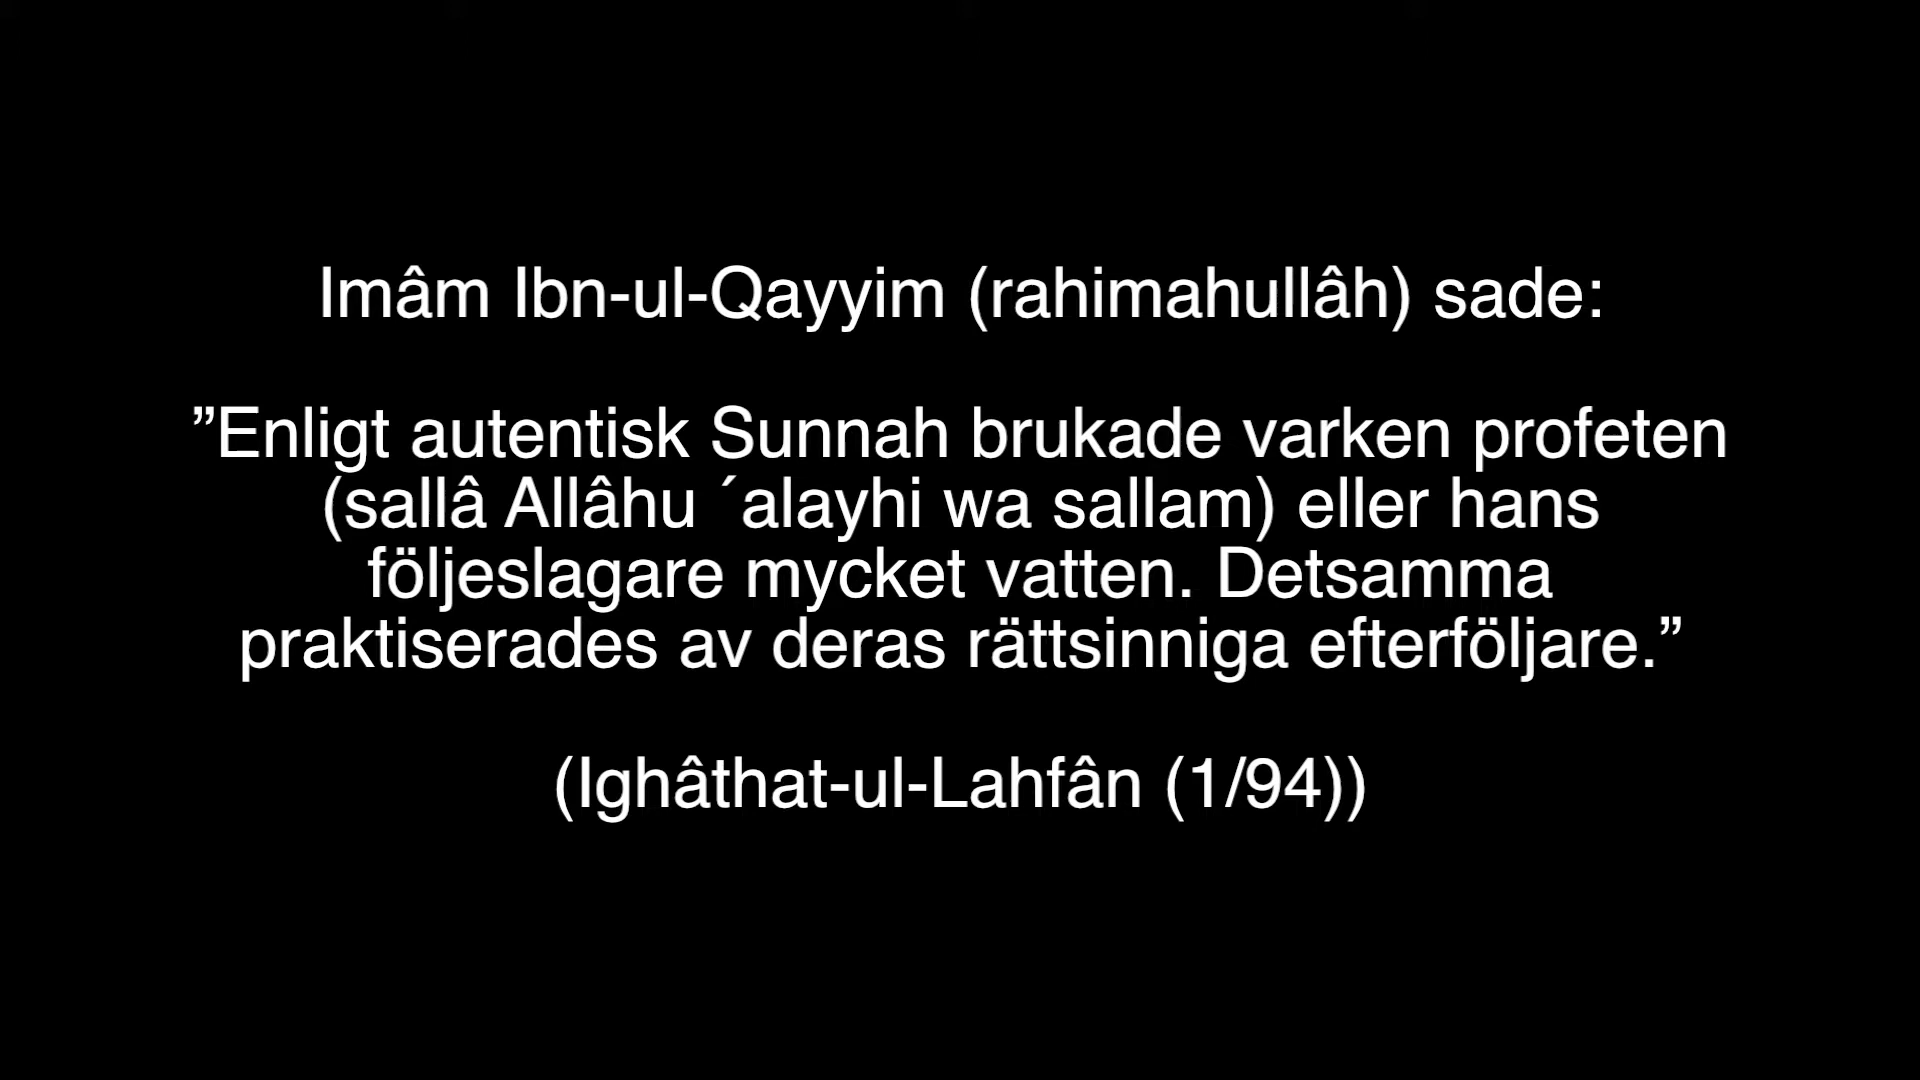 Imâm Ibn-ul-Qayyim (rahimahullâh) sade:
”Enligt autentisk Sunnah brukade varken profeten
(sallâ Allâhu ´alayhi wa sallam) eller hans
följeslagare mycket vatten. Detsamma
praktiserades av deras rättsinniga efterföljare.”
(Ighâthat-ul-Lahfân (1/94))